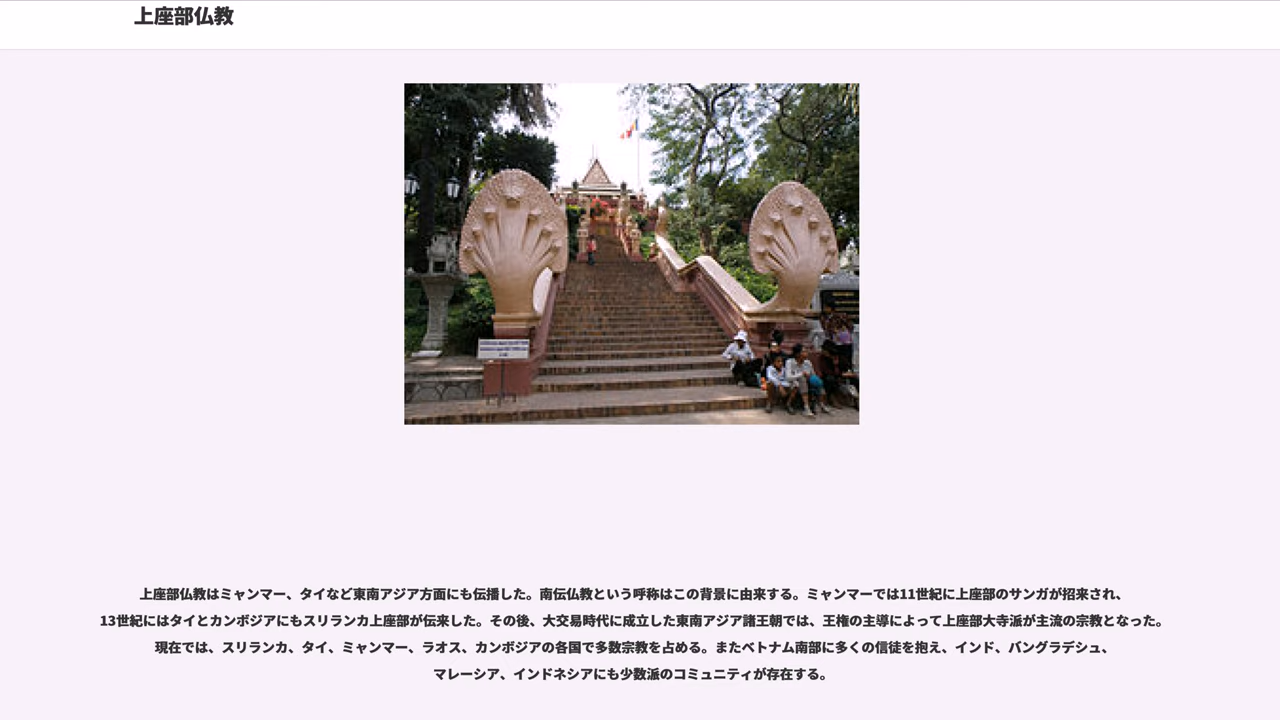 上座部仏教
上座部仏教はミャンマー、タイなど東南アジア方面にも伝播した。南伝仏教という呼称はこの背景に由来する。ミャンマーでは11世紀に上座部のサンガが招来され、
13世紀にはタイとカンボジアにもスリランカ上座部が伝来した。その後、大交易時代に成立した東南アジア諸王朝では、王権の主導によって上座部大寺派が主流の宗教となった。
現在では、スリランカ、タイ、ミャンマー、ラオス、カンボジアの各国で多数宗教を占める。またベトナム南部に多くの信徒を抱え、インド、バングラデシュ、
マレーシア、インドネシアにも少数派のコミュニティが存在する。